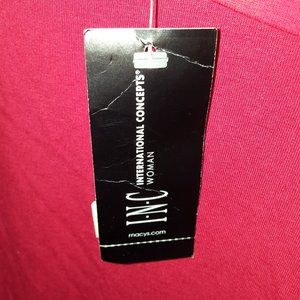 I·N·C
INTERNATIONAL CONCEPTS®
WOMAN
macys.com